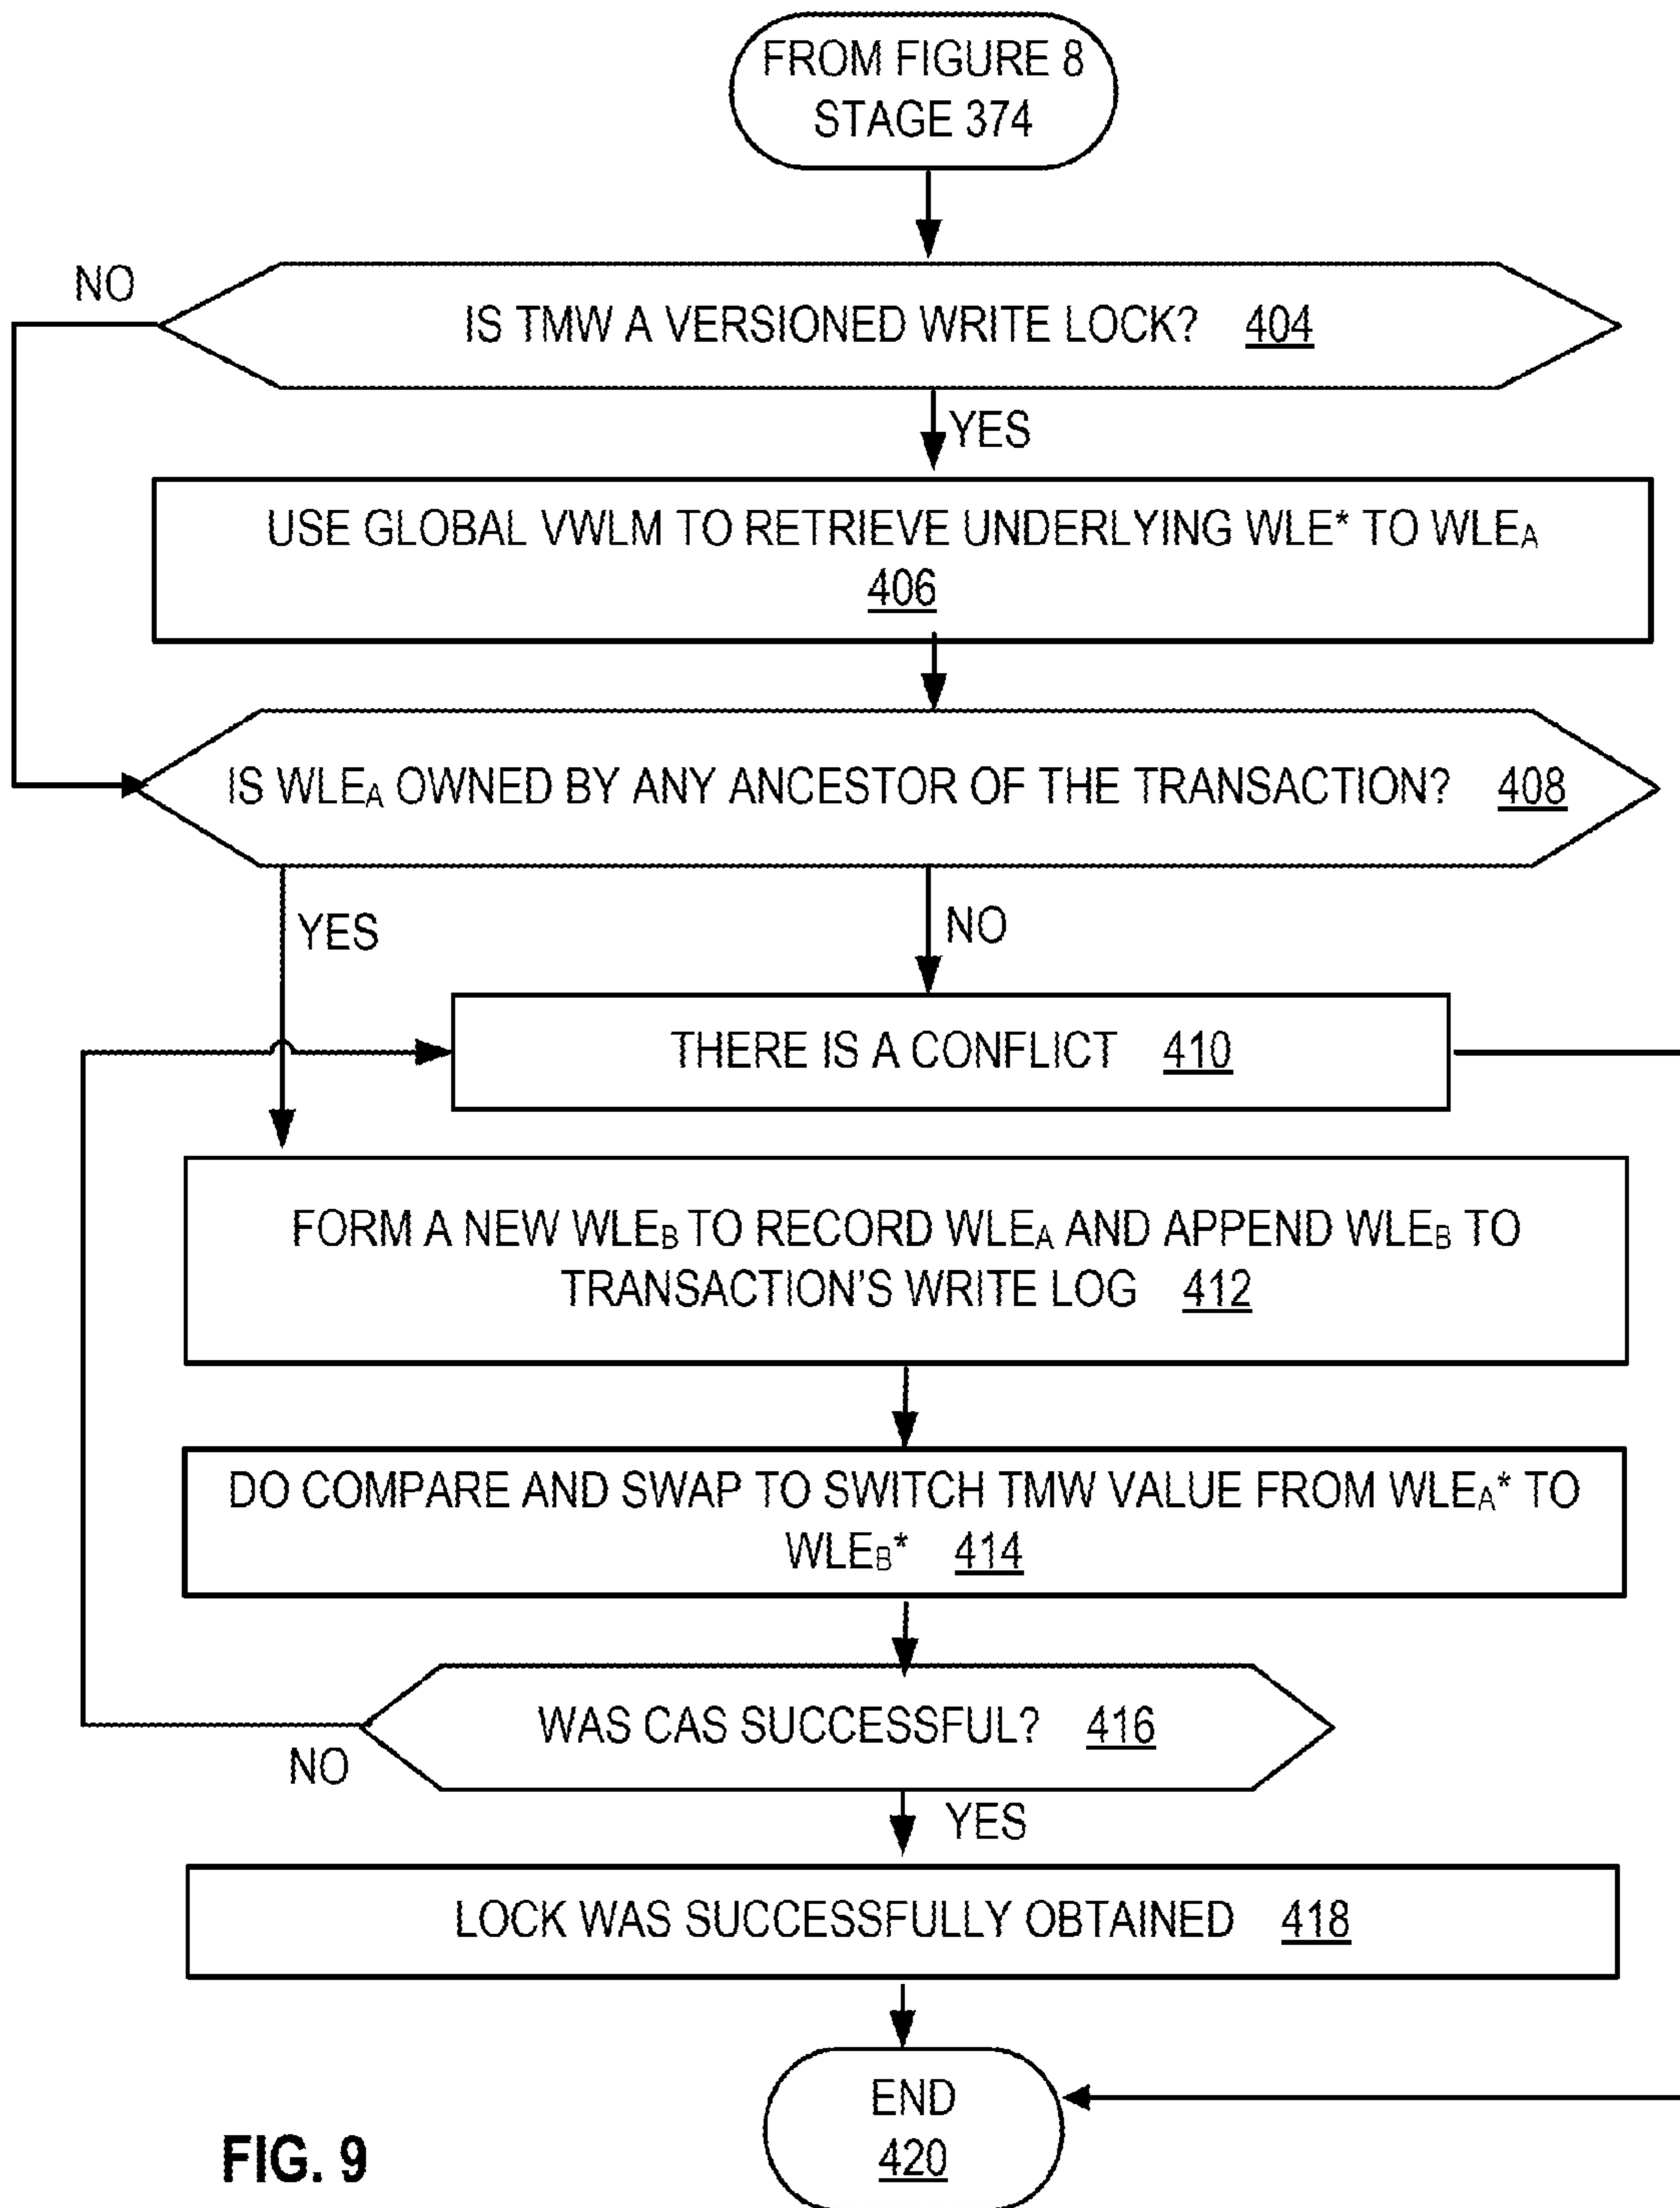 FROM FIGURE 8
STAGE 374
NO
IS TMW A VERSIONED WRITE LOCK? 404
YES
USE GLOBAL VWLM TO RETRIEVE UNDERLYING WLE* TO WLEA
406
IS WLEA OWNED BY ANY ANCESTOR OF THE TRANSACTION? 408
YES
NO
THERE IS A CONFLICT 410
FORM A NEW WLEB TO RECORD WLEA AND APPEND WLEB TO
TRANSACTION'S WRITE LOG 412
DO COMPARE AND SWAP TO SWITCH TMW VALUE FROM WLEA* TO
WLEB* 414
WAS CAS SUCCESSFUL? 416
NO
YES
LOCK WAS SUCCESSFULLY OBTAINED 418
END
420
FIG. 9